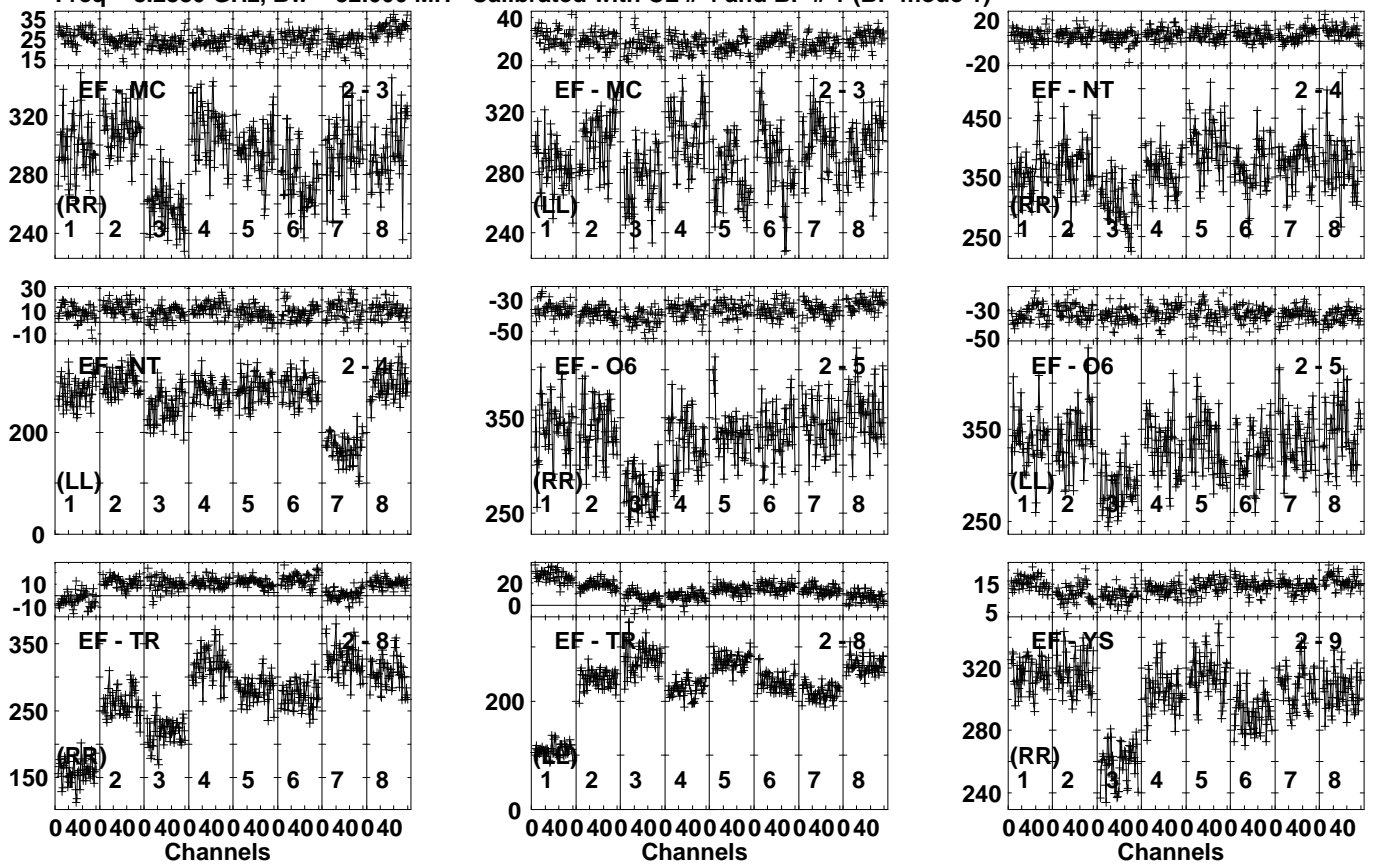 35 25 15
EF - MC 2 - 3
320 280 240
(RR)
1 2 3 4 5 6 7 8
40 20
EF - MC 2 - 3
320 280 240
(LL)
1 2 3 4 5 6 7 8
20 -20
EF - NT 2 - 4
450 350 250
(RR)
1 2 3 4 5 6 7 8
30 10 -10
EF - NT 2 - 4
200 0
(LL)
1 2 3 4 5 6 7 8
-30 -50
EF - O6 2 - 5
350 250
(RR)
1 2 3 4 5 6 7 8
-30 -50
EF - O6 2 - 5
350 250
(LL)
1 2 3 4 5 6 7 8
10 -10
EF - TR 2 - 8
350 250 150
(RR)
1 2 3 4 5 6 7 8
20 0
EF - TR 2 - 8
200 0
(LL)
1 2 3 4 5 6 7 8
15 5
EF - YS 2 - 9
320 280 240
(RR)
1 2 3 4 5 6 7 8
0 40 0 40 0 40 0 40 0 40 0 40 0 40 0 40
0 40 0 40 0 40 0 40 0 40 0 40 0 40 0 40
0 40 0 40 0 40 0 40 0 40 0 40 0 40 0 40
Channels
Channels
Channels